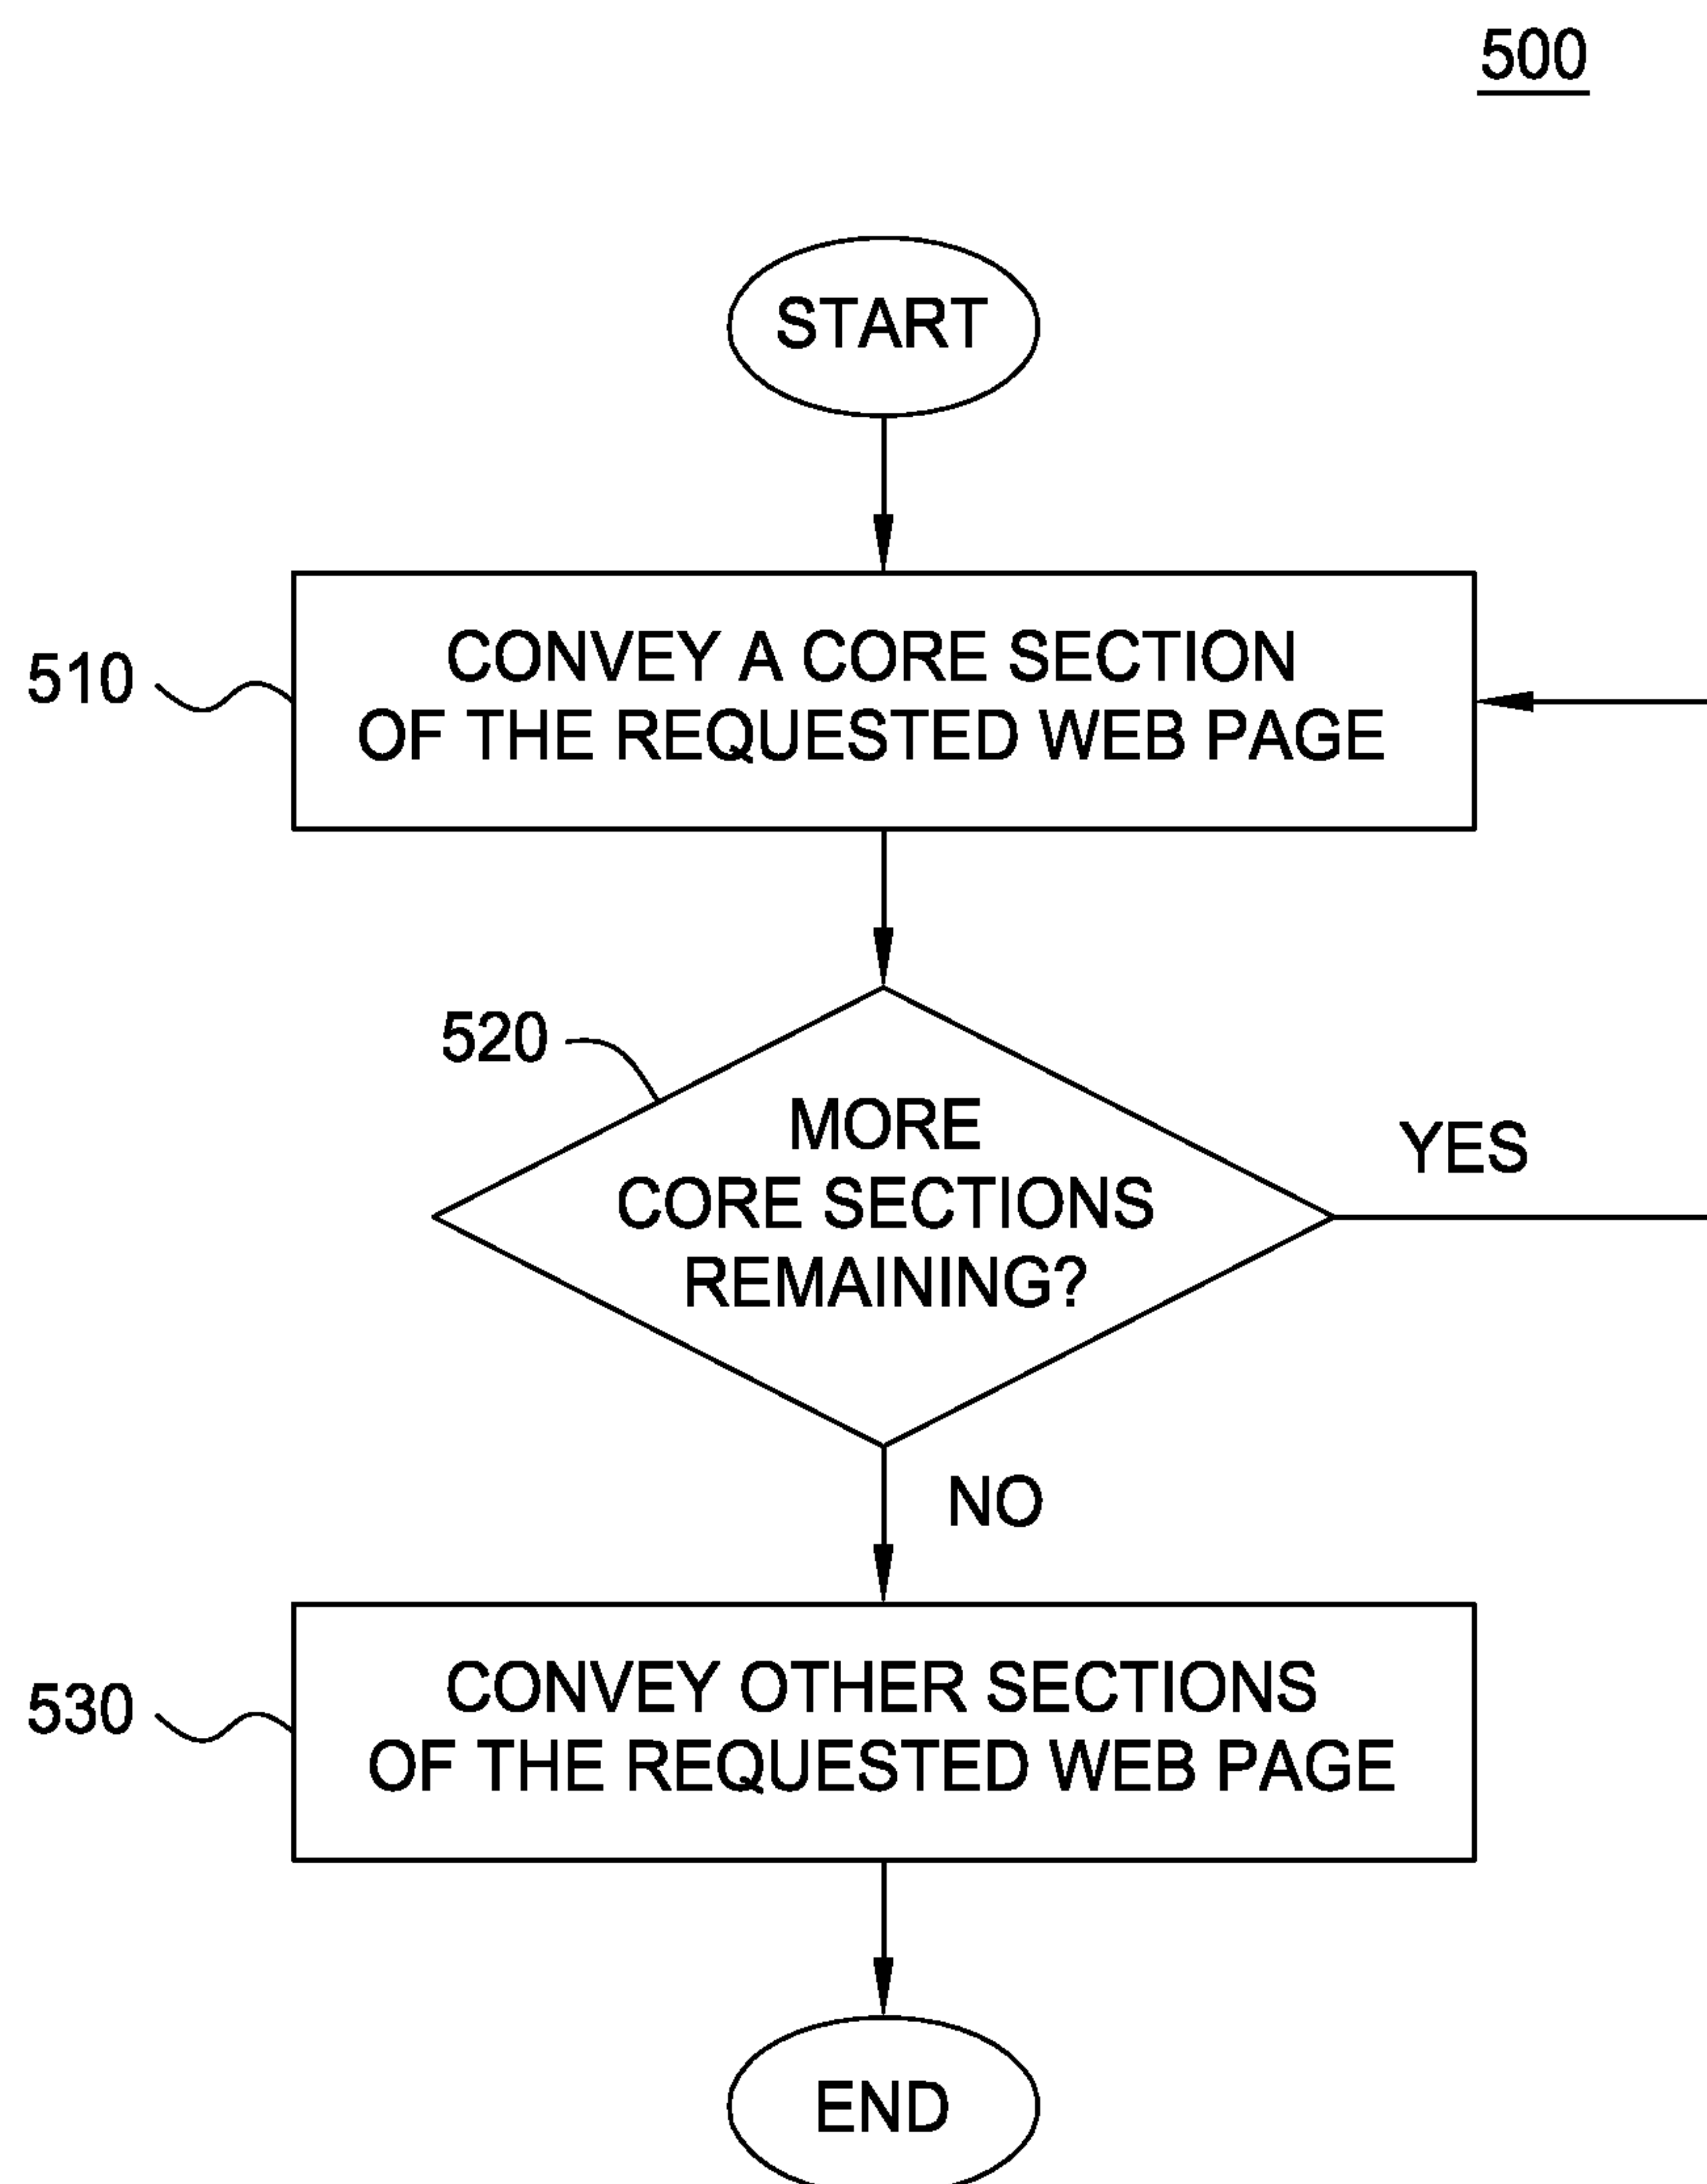 500
START
510
CONVEY A CORE SECTION
OF THE REQUESTED WEB PAGE
520
MORE
CORE SECTIONS
REMAINING?
YES
NO
530
CONVEY OTHER SECTIONS
OF THE REQUESTED WEB PAGE
END